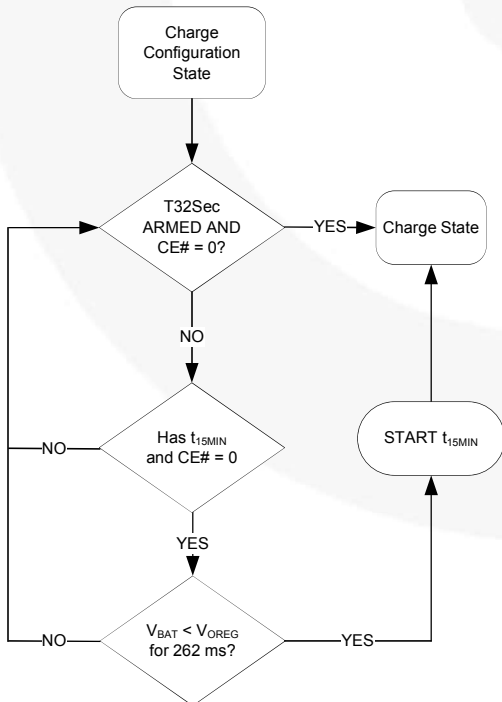 Charge
Configuration
State
T32Sec
ARMED AND
CE# = 0?
YES
Charge State
NO
Has t15MIN
and CE# = 0
NO
START t15MIN
YES
VBAT < VOREG
for 262 ms?
NO
YES